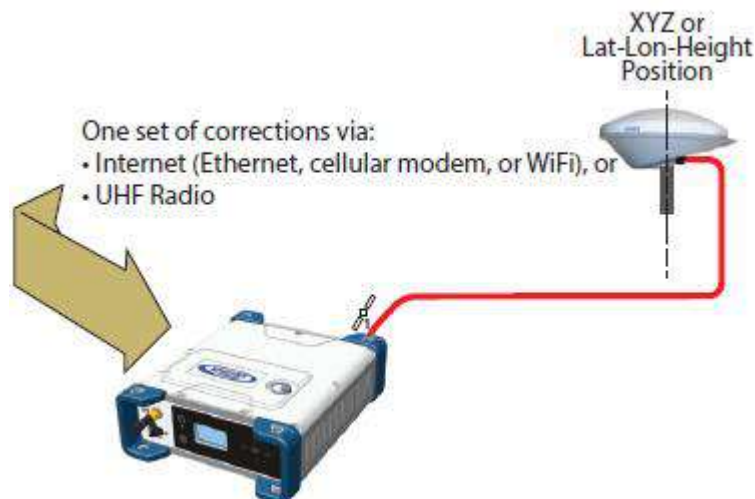 XYZ or
Lat-Lon-Height
Position
One set of corrections via:
• Internet (Ethernet, cellular modem, or WiFi), or
• UHF Radio